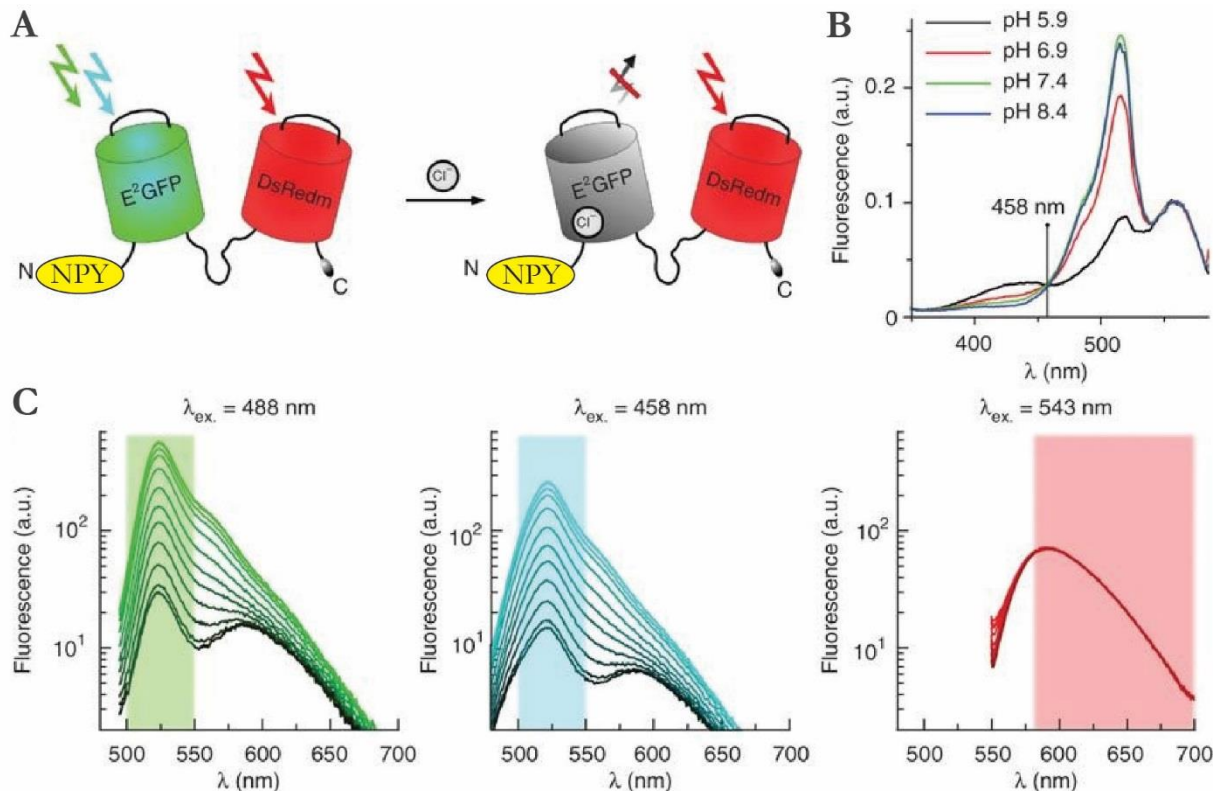 A
E²GFP
DsRedm
N
NPY
C
Cl⁻
E²GFP
Cl⁻
DsRedm
N
NPY
C
B
pH 5.9
pH 6.9
pH 7.4
pH 8.4
458 nm
Fluorescence (a.u.)
0.2
0.1
0
400
500
λ (nm)
C
λex. = 488 nm
Fluorescence (a.u.)
10²
10¹
500
550
600
650
700
λ (nm)
λex. = 458 nm
Fluorescence (a.u.)
10²
10¹
500
550
600
650
700
λ (nm)
λex. = 543 nm
Fluorescence (a.u.)
10²
10¹
500
550
600
650
700
λ (nm)